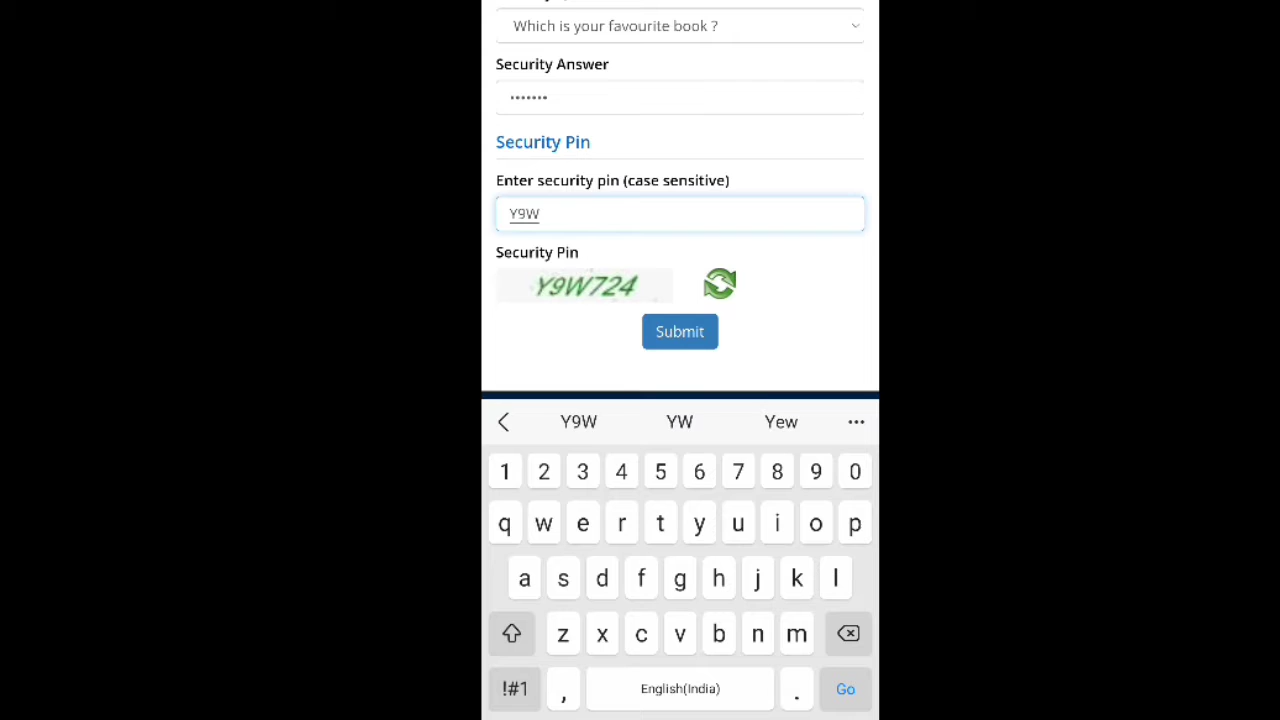 Which is your favourite book ?
Security Answer
•••••••
Security Pin
Enter security pin (case sensitive)
Y9W
Security Pin
Y9W724
Submit
Y9W YW Yew •••
1 2 3 4 5 6 7 8 9 0
q w e r t y u i o p
a s d f g h j k l
z x c v b n m
!#1 , English(India) . Go